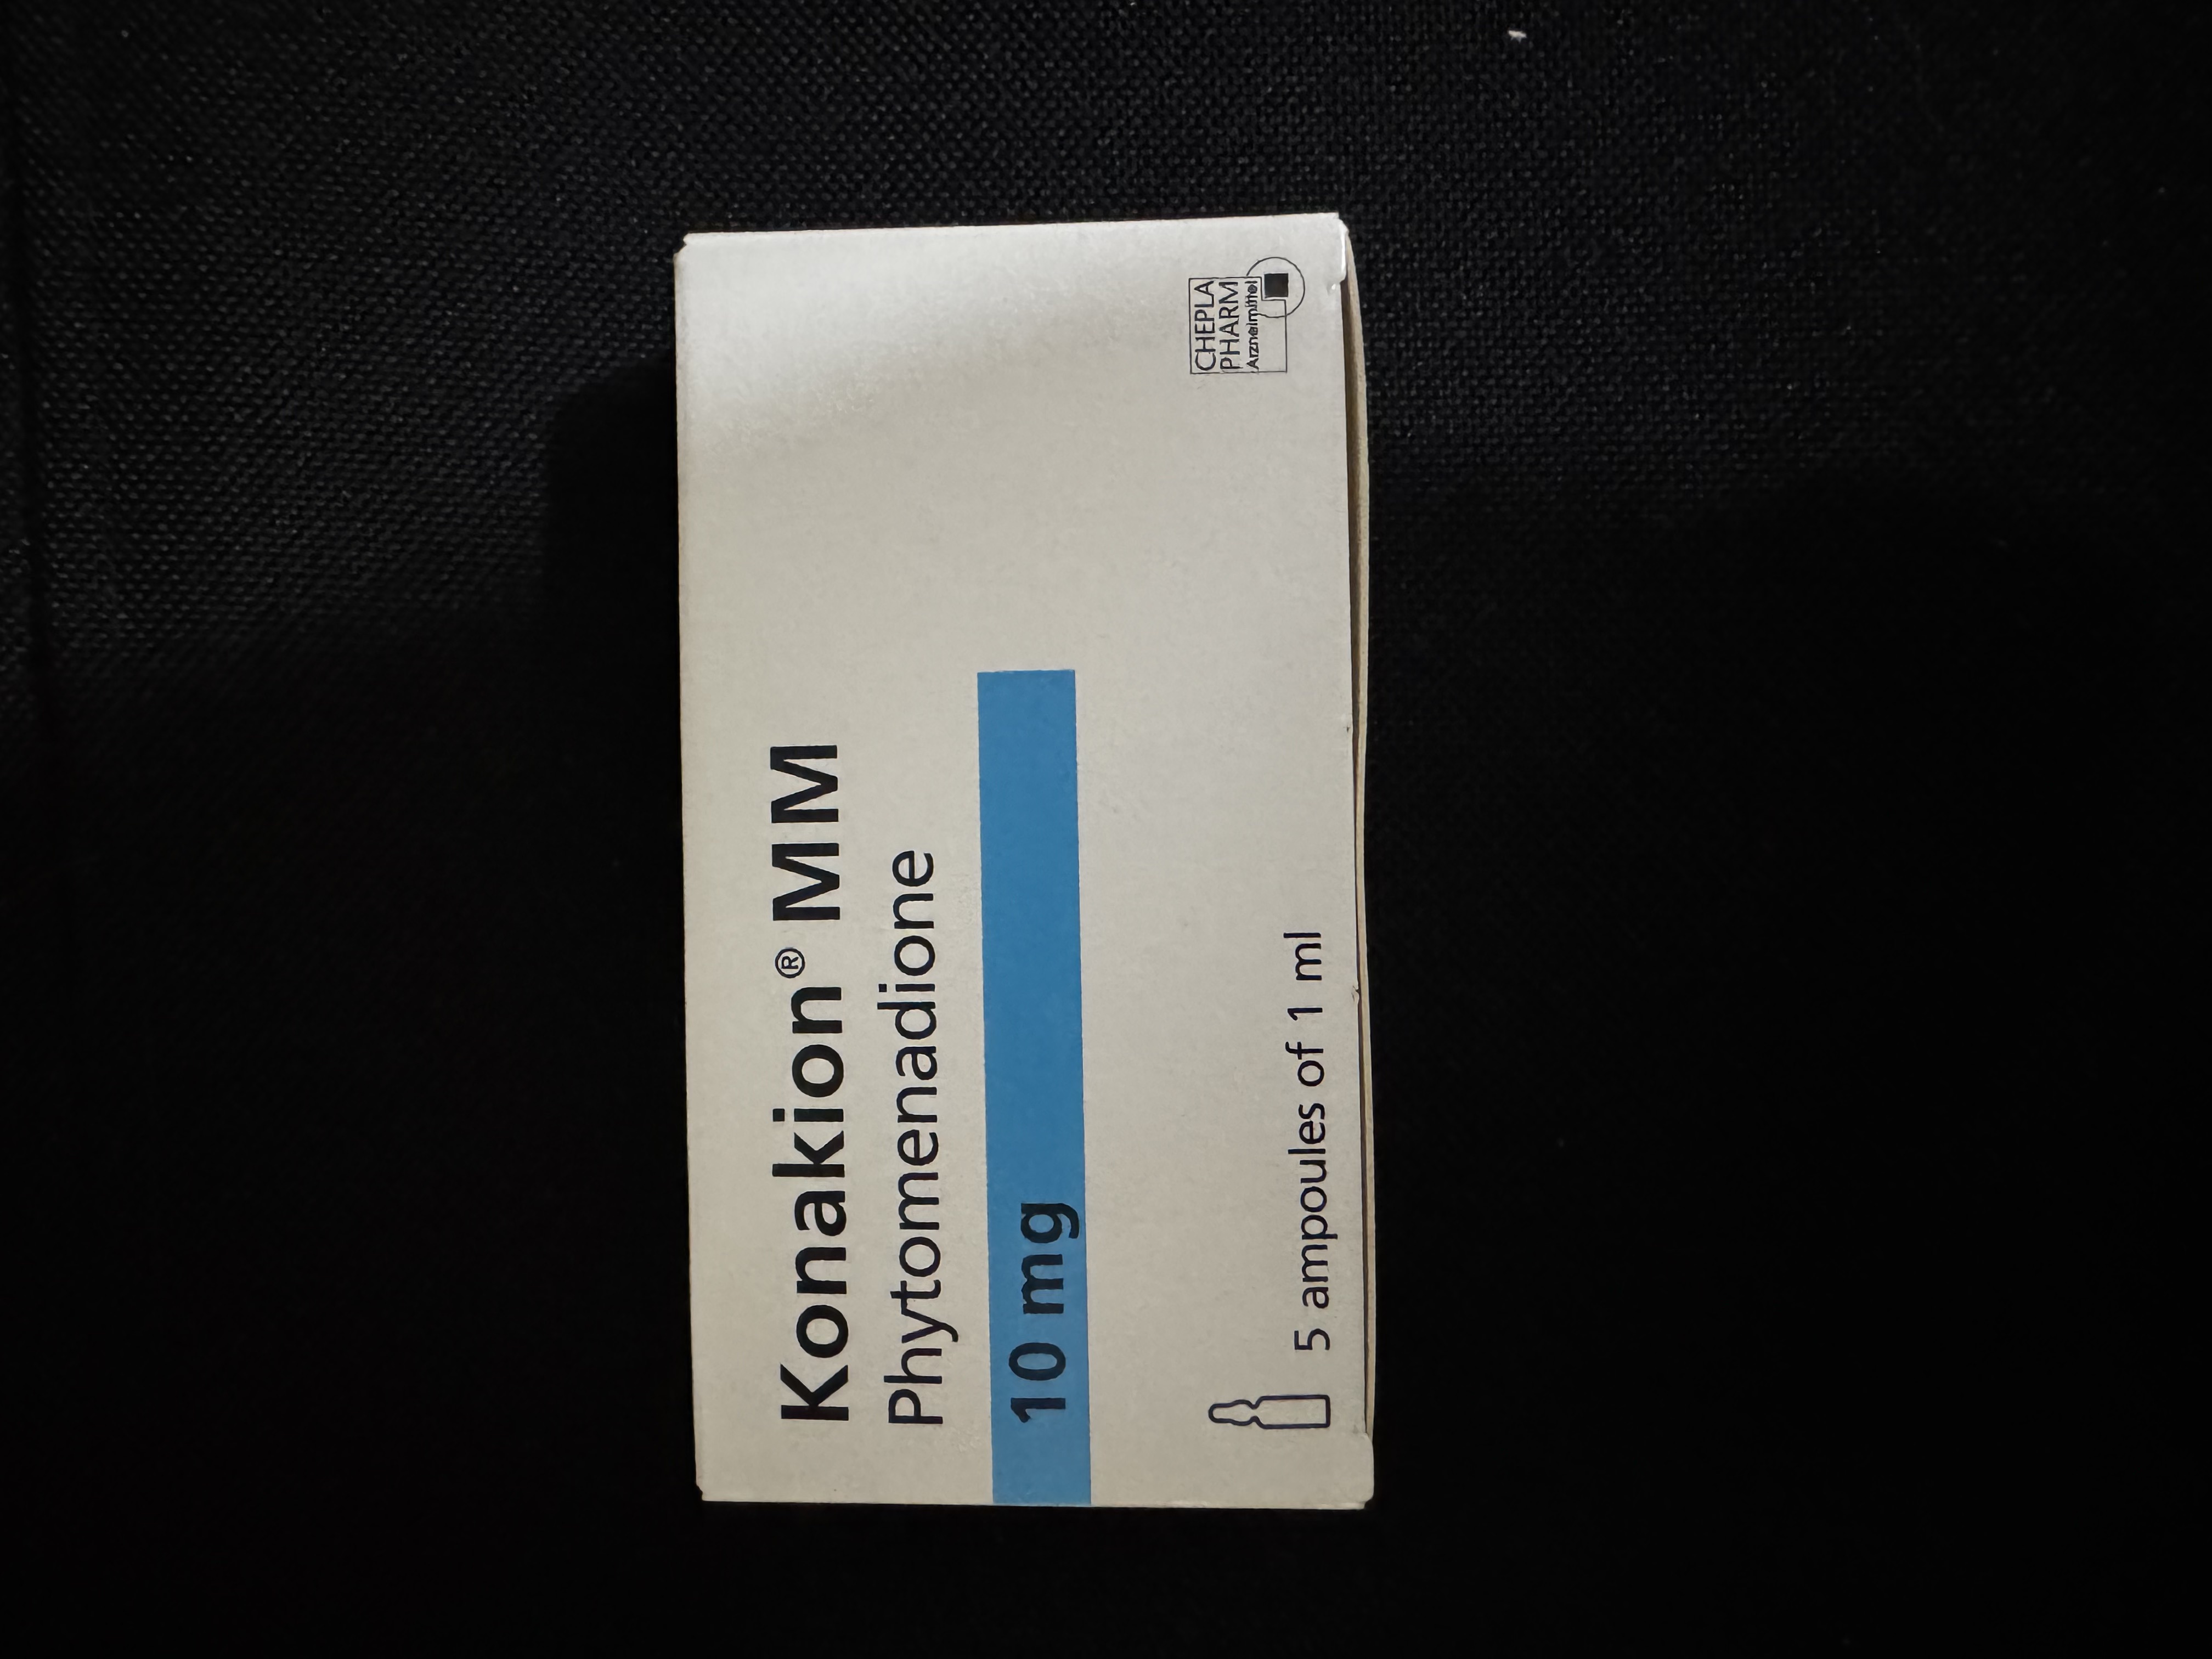 Konakion® MM
Phytomenadione
10 mg
5 ampoules of 1 ml
CHEPLA
PHARM
Arzneimittel